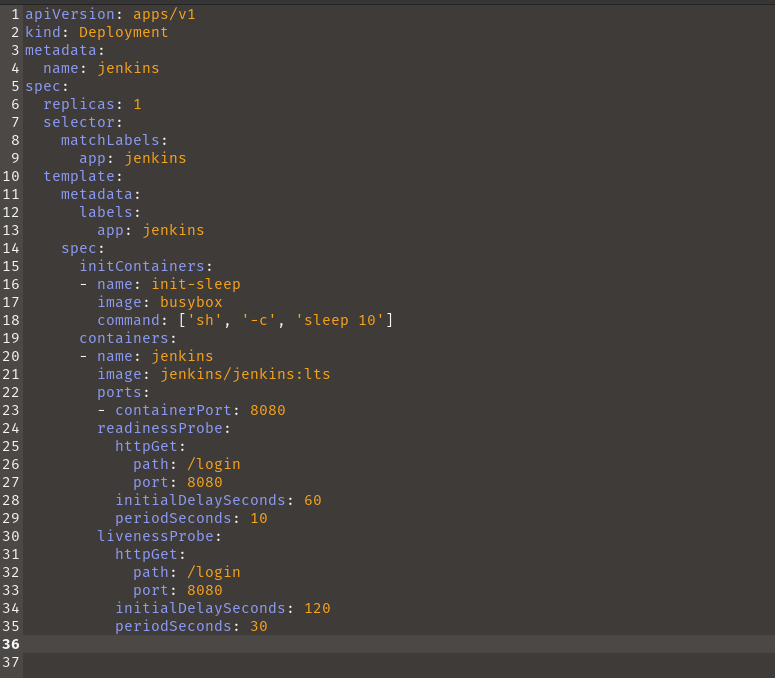 1 apiVersion: apps/v1
2 kind: Deployment
3 metadata:
4   name: jenkins
5 spec:
6   replicas: 1
7   selector:
8     matchLabels:
9       app: jenkins
10   template:
11     metadata:
12       labels:
13         app: jenkins
14     spec:
15       initContainers:
16       - name: init-sleep
17         image: busybox
18         command: ['sh', '-c', 'sleep 10']
19       containers:
20       - name: jenkins
21         image: jenkins/jenkins:lts
22         ports:
23         - containerPort: 8080
24         readinessProbe:
25           httpGet:
26             path: /login
27             port: 8080
28           initialDelaySeconds: 60
29           periodSeconds: 10
30         livenessProbe:
31           httpGet:
32             path: /login
33             port: 8080
34           initialDelaySeconds: 120
35           periodSeconds: 30
36
37